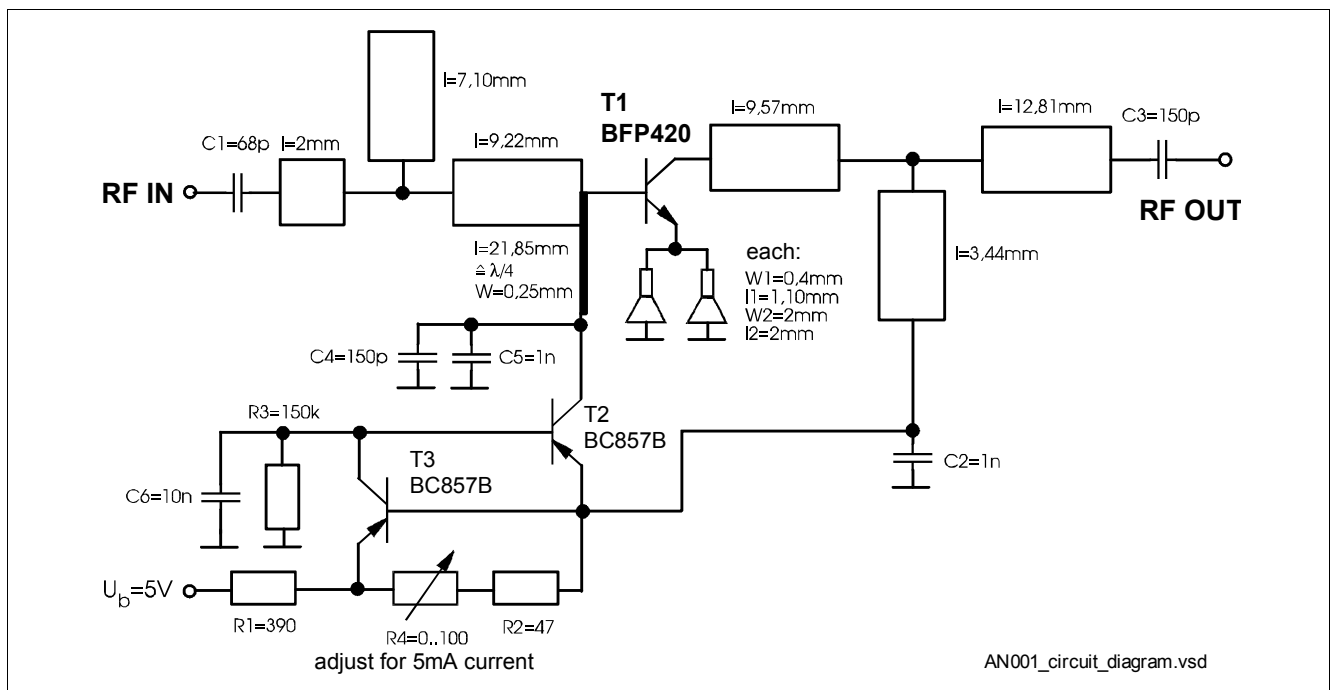 l=7,10mm
T1
BFP420
l=9,57mm
l=12,81mm
C3=150p
C1=68p
l=2mm
l=9,22mm
RF IN
RF OUT
l=21,85mm
≙ λ/4
W=0,25mm
each:
W1=0,4mm
l1=1,10mm
W2=2mm
l2=2mm
l=3,44mm
C4=150p
C5=1n
R3=150k
T2
BC857B
T3
BC857B
C2=1n
C6=10n
Ub=5V
R1=390
R4=0..100
R2=47
adjust for 5mA current
AN001_circuit_diagram.vsd